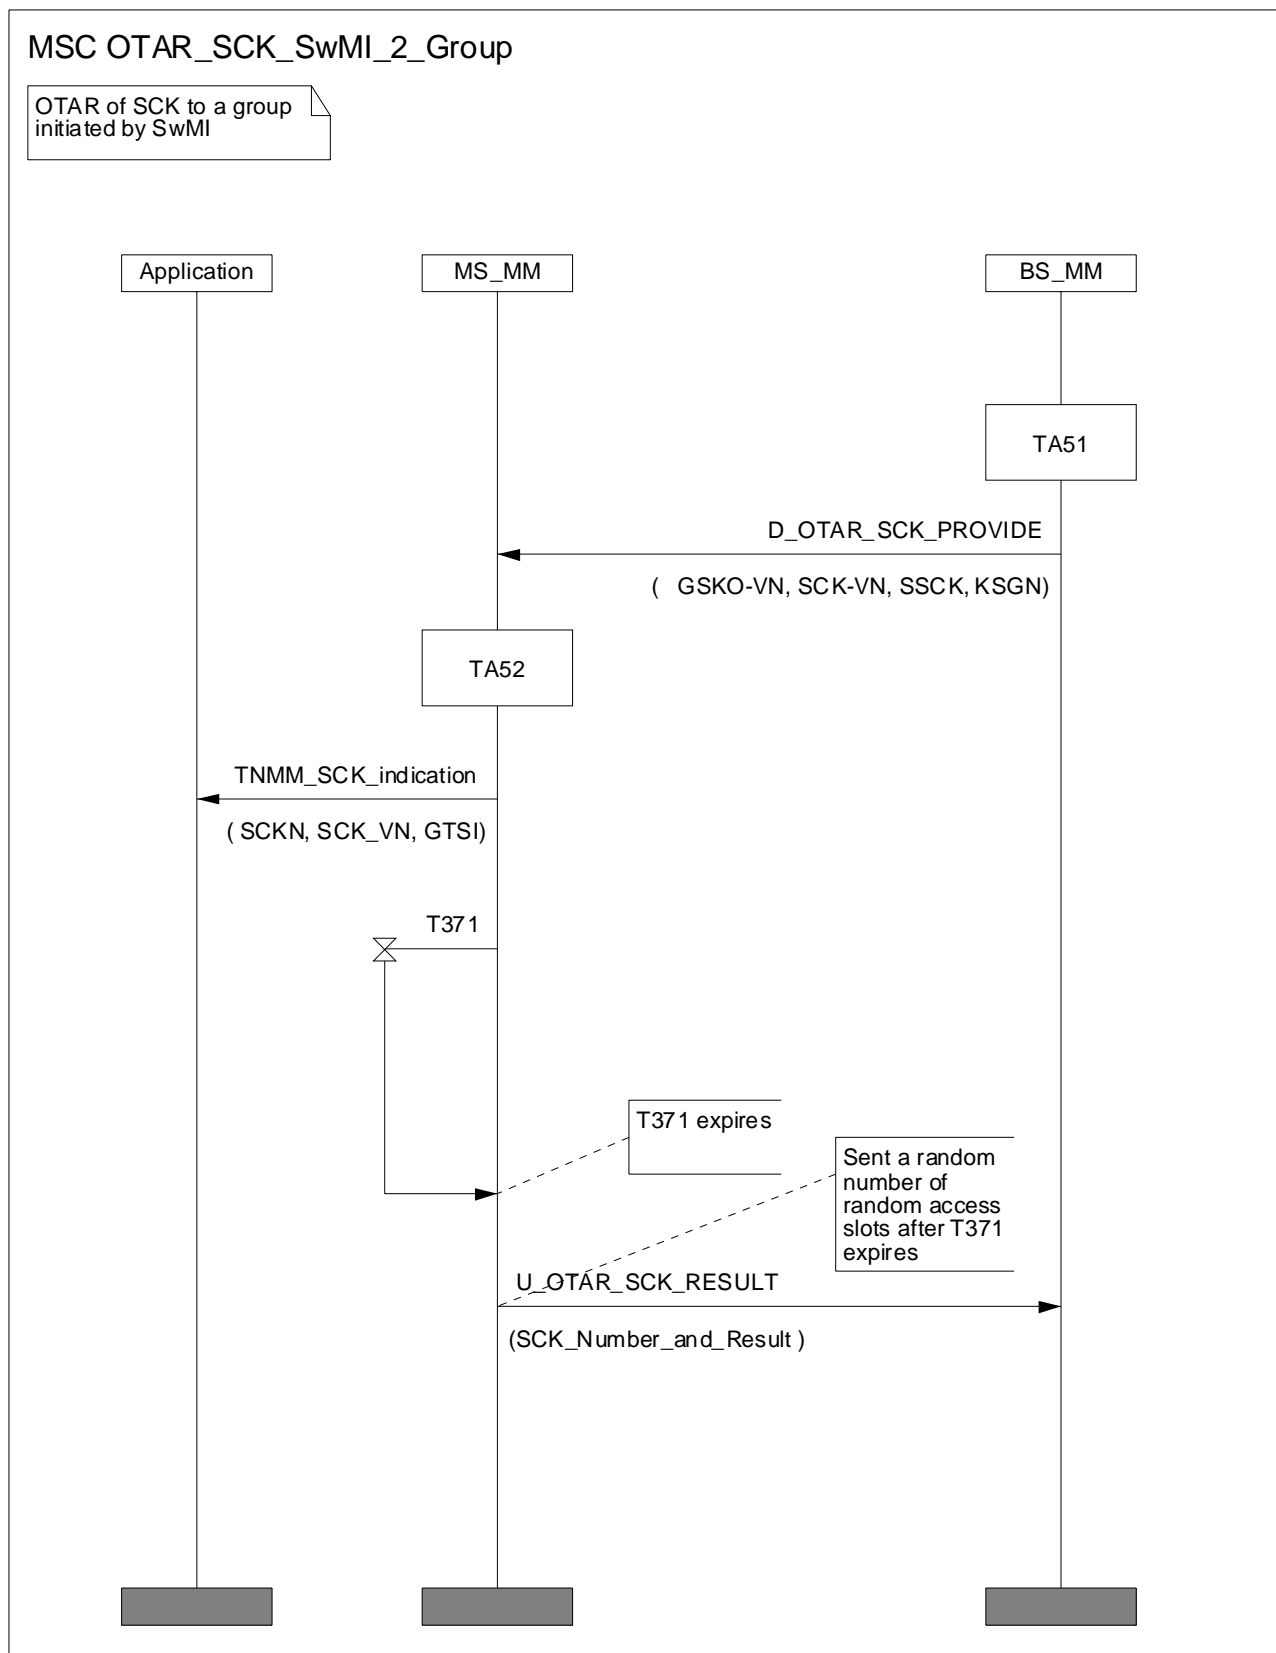 MSC OTAR_SCK_SwMI_2_Group
OTAR of SCK to a group
initiated by SwMI
Application
MS_MM
BS_MM
TA51
D_OTAR_SCK_PROVIDE
( GSKO-VN, SCK-VN, SSCK, KSGN)
TA52
TNMM_SCK_indication
( SCKN, SCK_VN, GTSI)
T371
T371 expires
Sent a random
number of
random access
slots after T371
expires
U_OTAR_SCK_RESULT
(SCK_Number_and_Result )